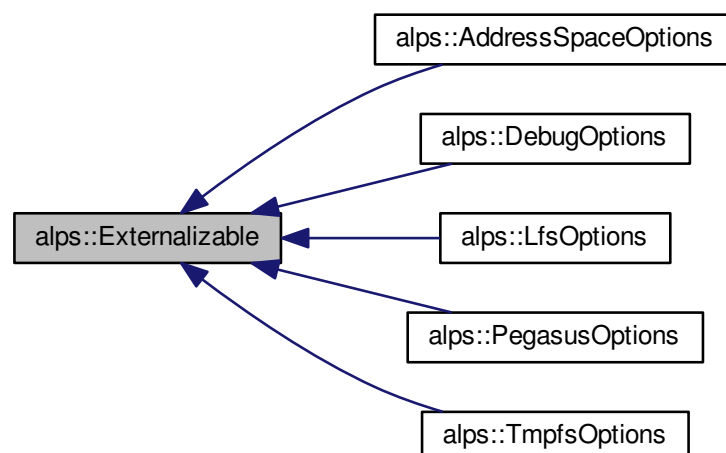 alps::AddressSpaceOptions
alps::DebugOptions
alps::Externalizable
alps::LfsOptions
alps::PegasusOptions
alps::TmpfsOptions